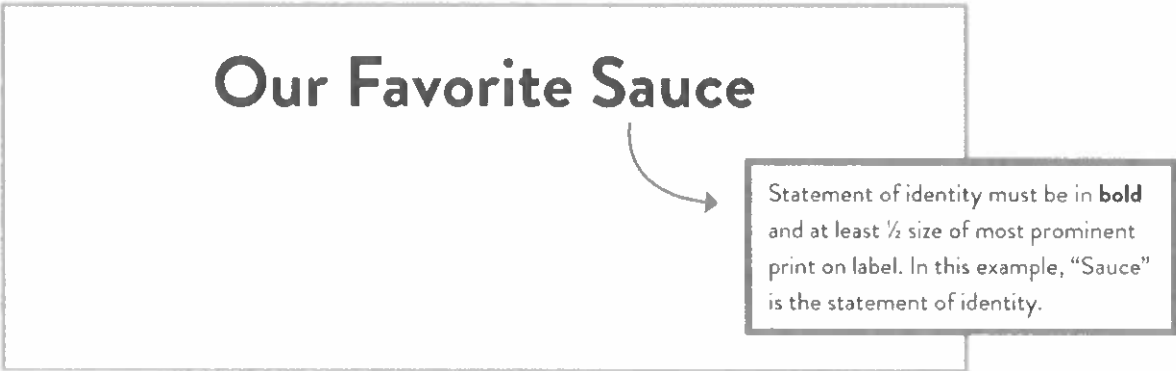 Our Favorite Sauce
Statement of identity must be in bold
and at least ½ size of most prominent
print on label. In this example, “Sauce”
is the statement of identity.